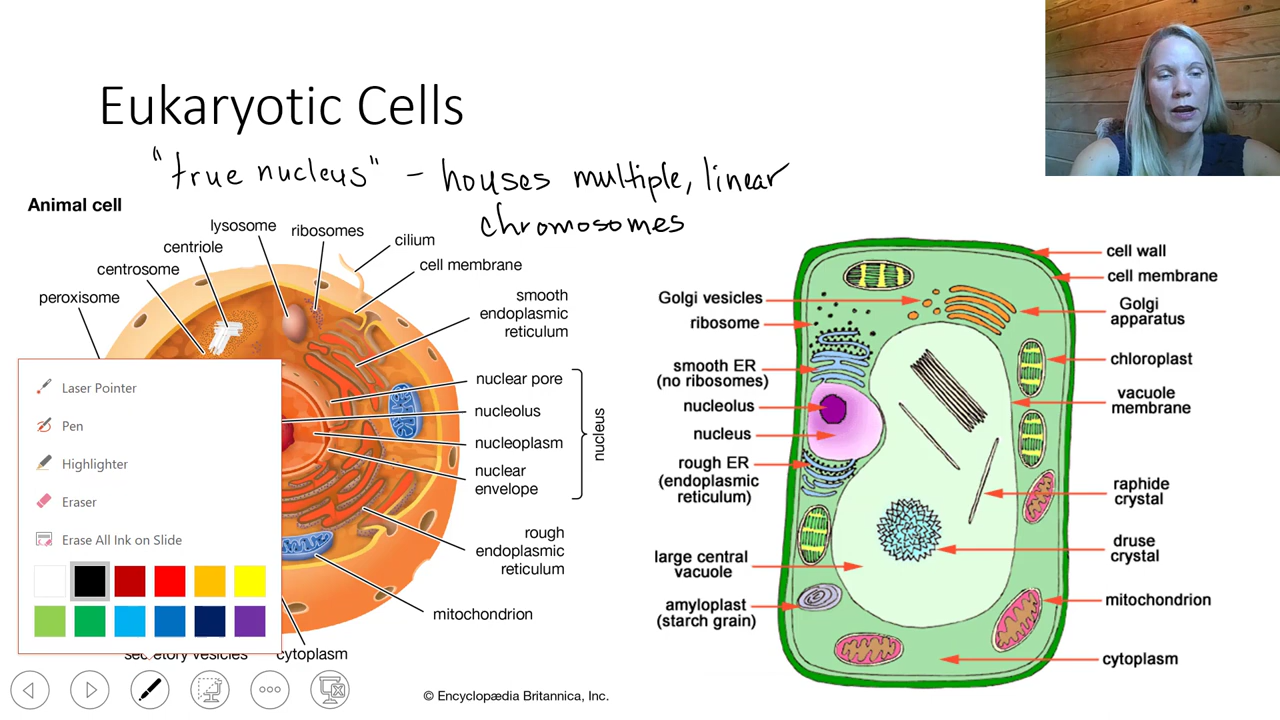 Eukaryotic Cells
"true nucleus" - houses multiple, linear
chromosomes
Animal cell
lysosome
ribosomes
cilium
centriole
cell membrane
centrosome
peroxisome
smooth
endoplasmic
reticulum
nuclear pore
nucleolus
nucleoplasm
nuclear
envelope
nucleus
rough
endoplasmic
reticulum
mitochondrion
secretory vesicles
cytoplasm
© Encyclopædia Britannica, Inc.
Laser Pointer
Pen
Highlighter
Eraser
Erase All Ink on Slide
Golgi vesicles
ribosome
smooth ER
(no ribosomes)
nucleolus
nucleus
rough ER
(endoplasmic
reticulum)
large central
vacuole
amyloplast
(starch grain)
cell wall
cell membrane
Golgi
apparatus
chloroplast
vacuole
membrane
raphide
crystal
druse
crystal
mitochondrion
cytoplasm